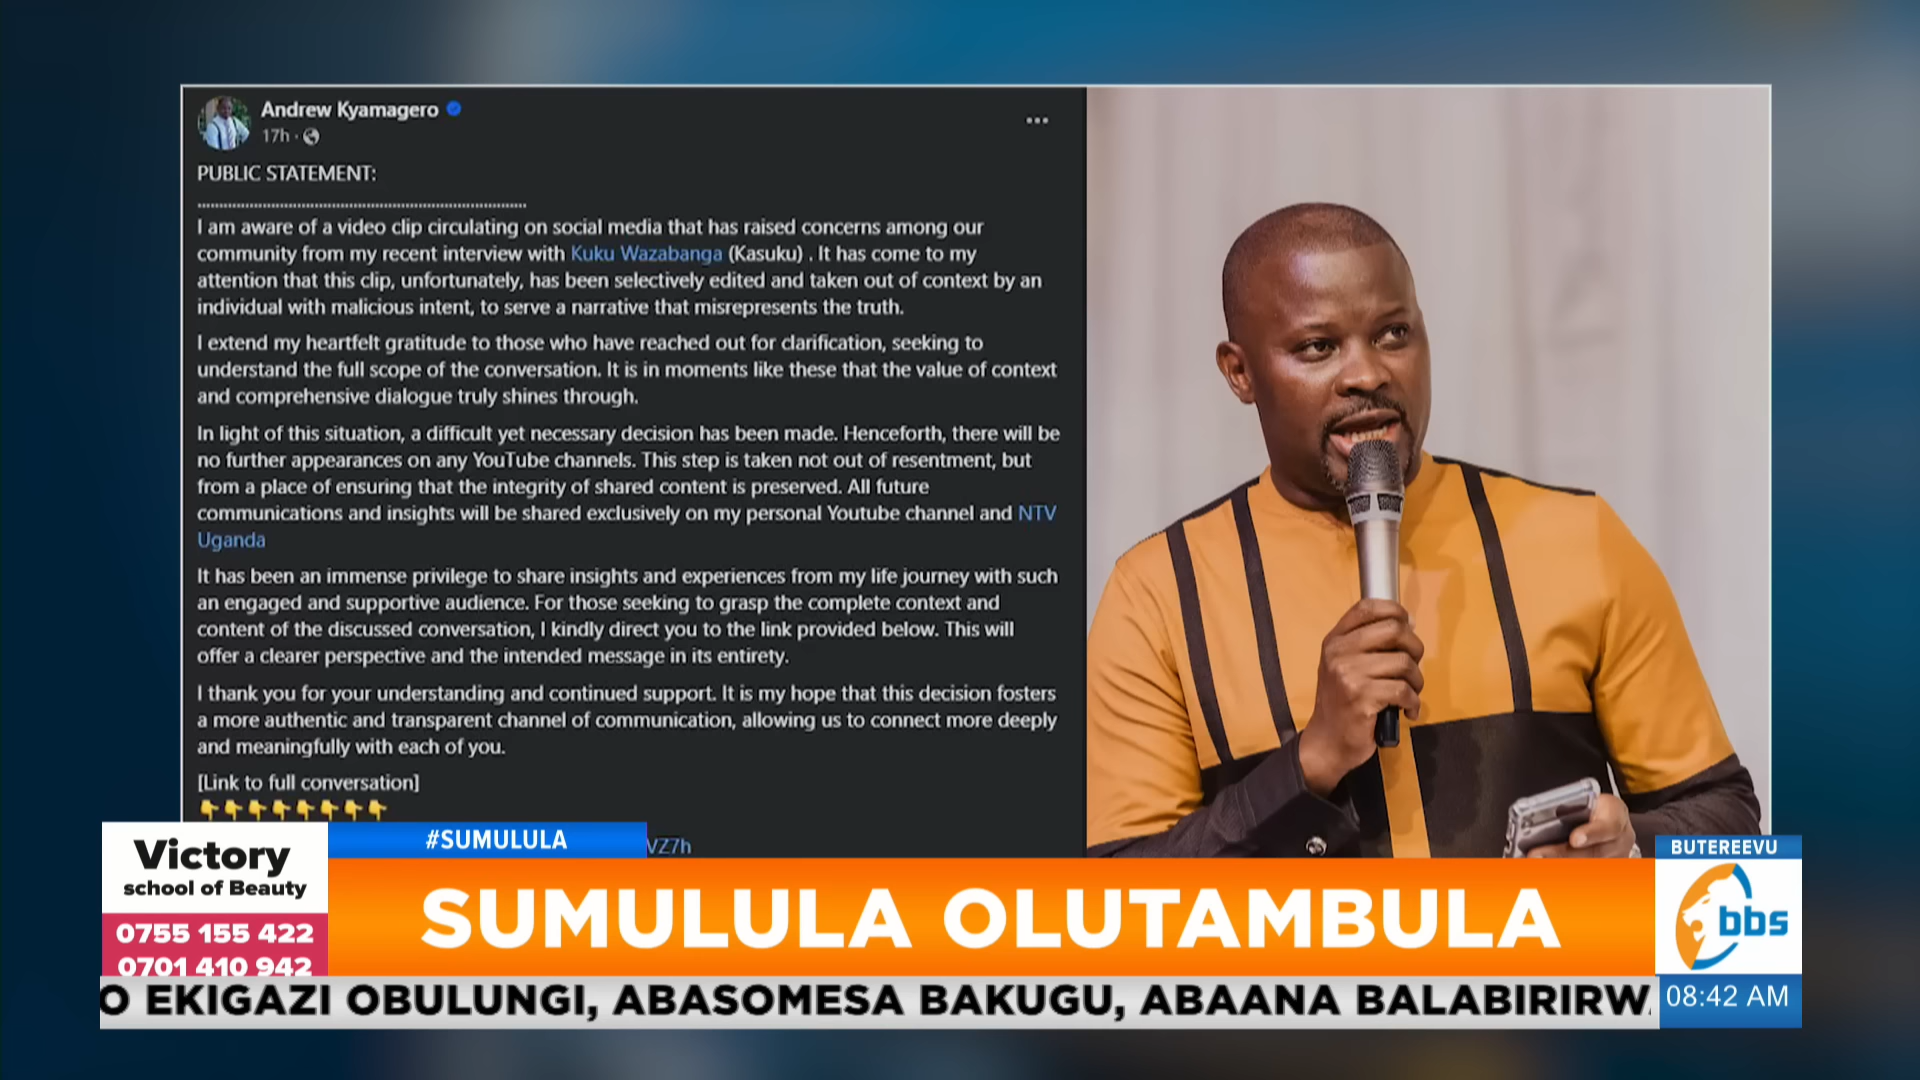 Andrew Kyamagero
17h
PUBLIC STATEMENT:
I am aware of a video clip circulating on social media that has raised concerns among our
community from my recent interview with Kuku Wazabanga (Kasuku) . It has come to my
attention that this clip, unfortunately, has been selectively edited and taken out of context by an
individual with malicious intent, to serve a narrative that misrepresents the truth.
I extend my heartfelt gratitude to those who have reached out for clarification, seeking to
understand the full scope of the conversation. It is in moments like these that the value of context
and comprehensive dialogue truly shines through.
In light of this situation, a difficult yet necessary decision has been made. Henceforth, there will be
no further appearances on any YouTube channels. This step is taken not out of resentment, but
from a place of ensuring that the integrity of shared content is preserved. All future
communications and insights will be shared exclusively on my personal Youtube channel and NTV
Uganda
It has been an immense privilege to share insights and experiences from my life journey with such
an engaged and supportive audience. For those seeking to grasp the complete context and
content of the discussed conversation, I kindly direct you to the link provided below. This will
offer a clearer perspective and the intended message in its entirety.
I thank you for your understanding and continued support. It is my hope that this decision fosters
a more authentic and transparent channel of communication, allowing us to connect more deeply
and meaningfully with each of you.
[Link to full conversation]
VZ7h
Victory
school of Beauty
0755 155 422
0701 410 942
#SUMULULA
SUMULULA OLUTAMBULA
BUTEREEVU
bbs
O EKIGAZI OBULUNGI, ABASOMESA BAKUGU, ABAANA BALABIRIRWA
08:42 AM